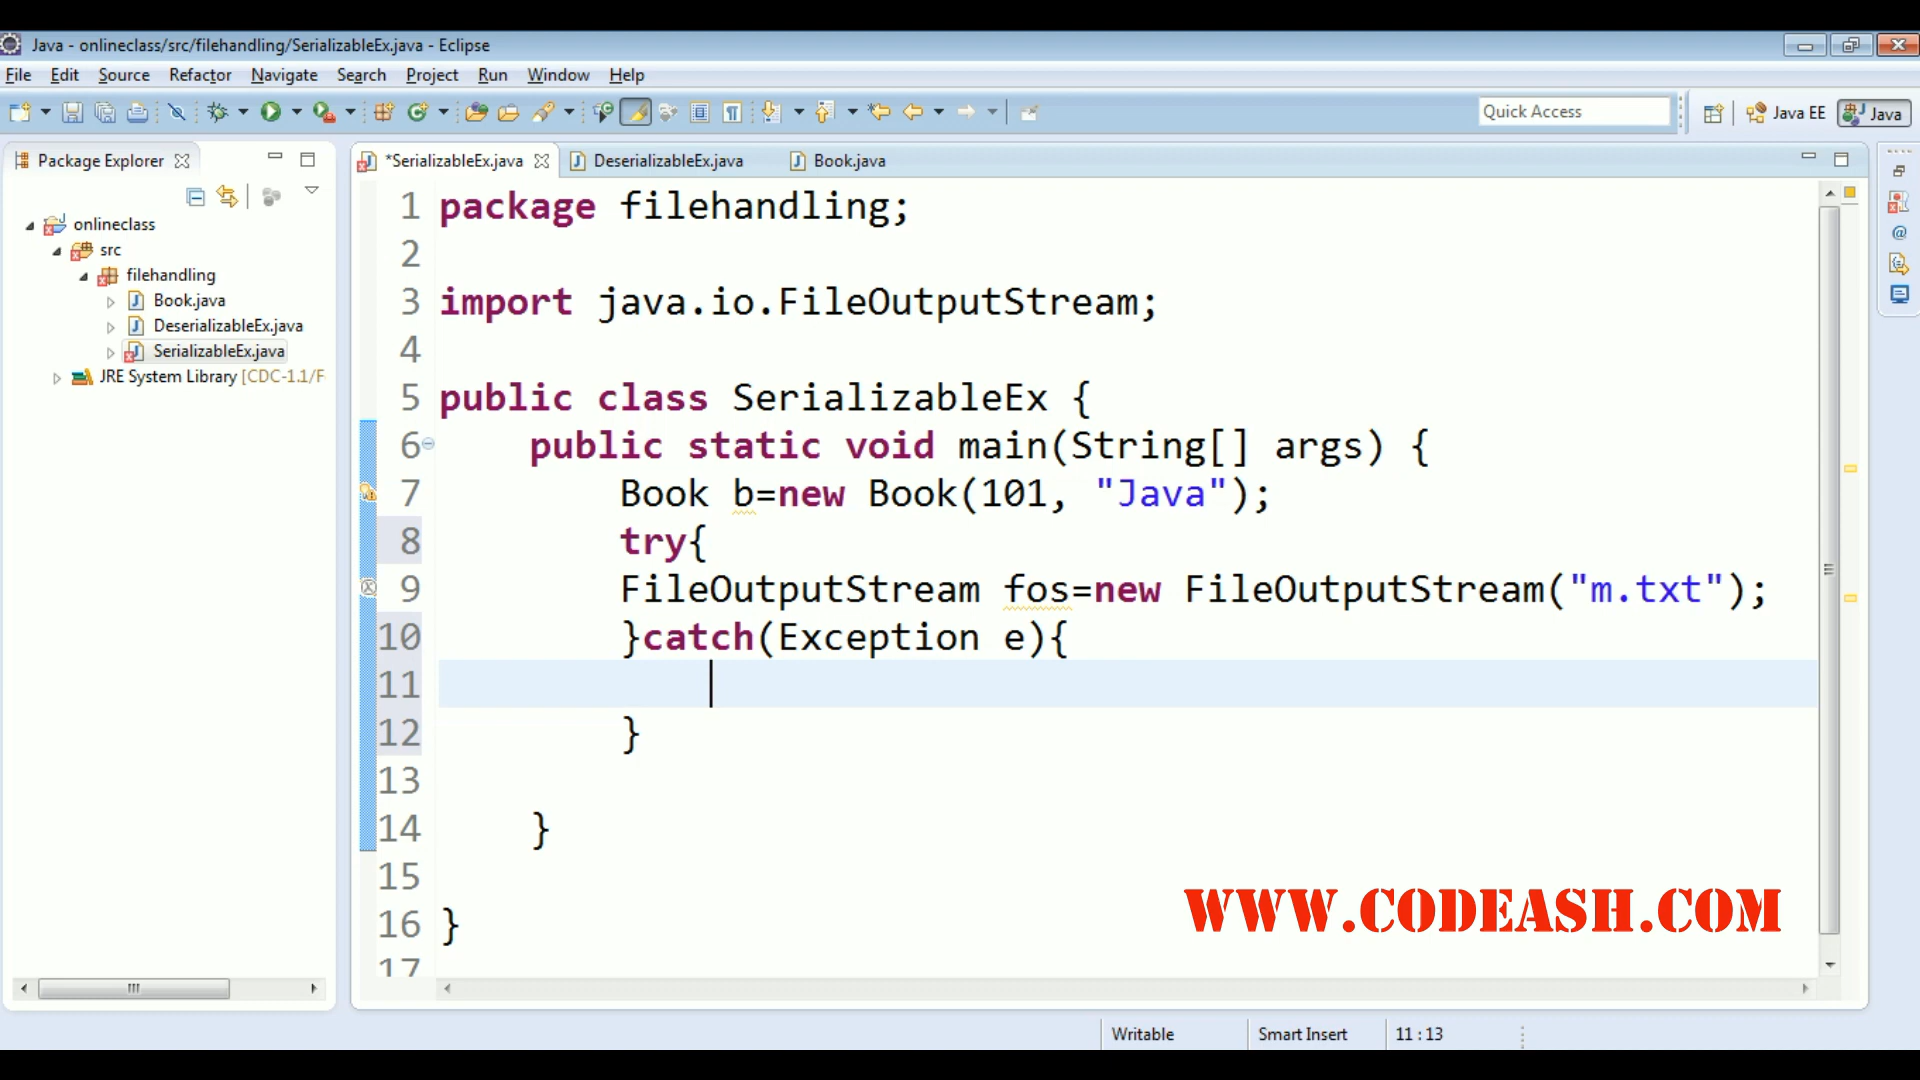 Java - onlineclass/src/filehandling/SerializableEx.java - Eclipse
File Edit Source Refactor Navigate Search Project Run Window Help
Quick Access
Java EE
Java
Package Explorer
*SerializableEx.java
DeserializableEx.java
Book.java
onlineclass
src
filehandling
Book.java
DeserializableEx.java
SerializableEx.java
JRE System Library [CDC-1.1/F
1 package filehandling;
2
3 import java.io.FileOutputStream;
4
5 public class SerializableEx {
6 public static void main(String[] args) {
7 Book b=new Book(101, "Java");
8 try{
9 FileOutputStream fos=new FileOutputStream("m.txt");
10 }catch(Exception e){
11
12 }
13
14 }
15
16 }
17
WWW.CODEASH.COM
Writable
Smart Insert
11 : 13